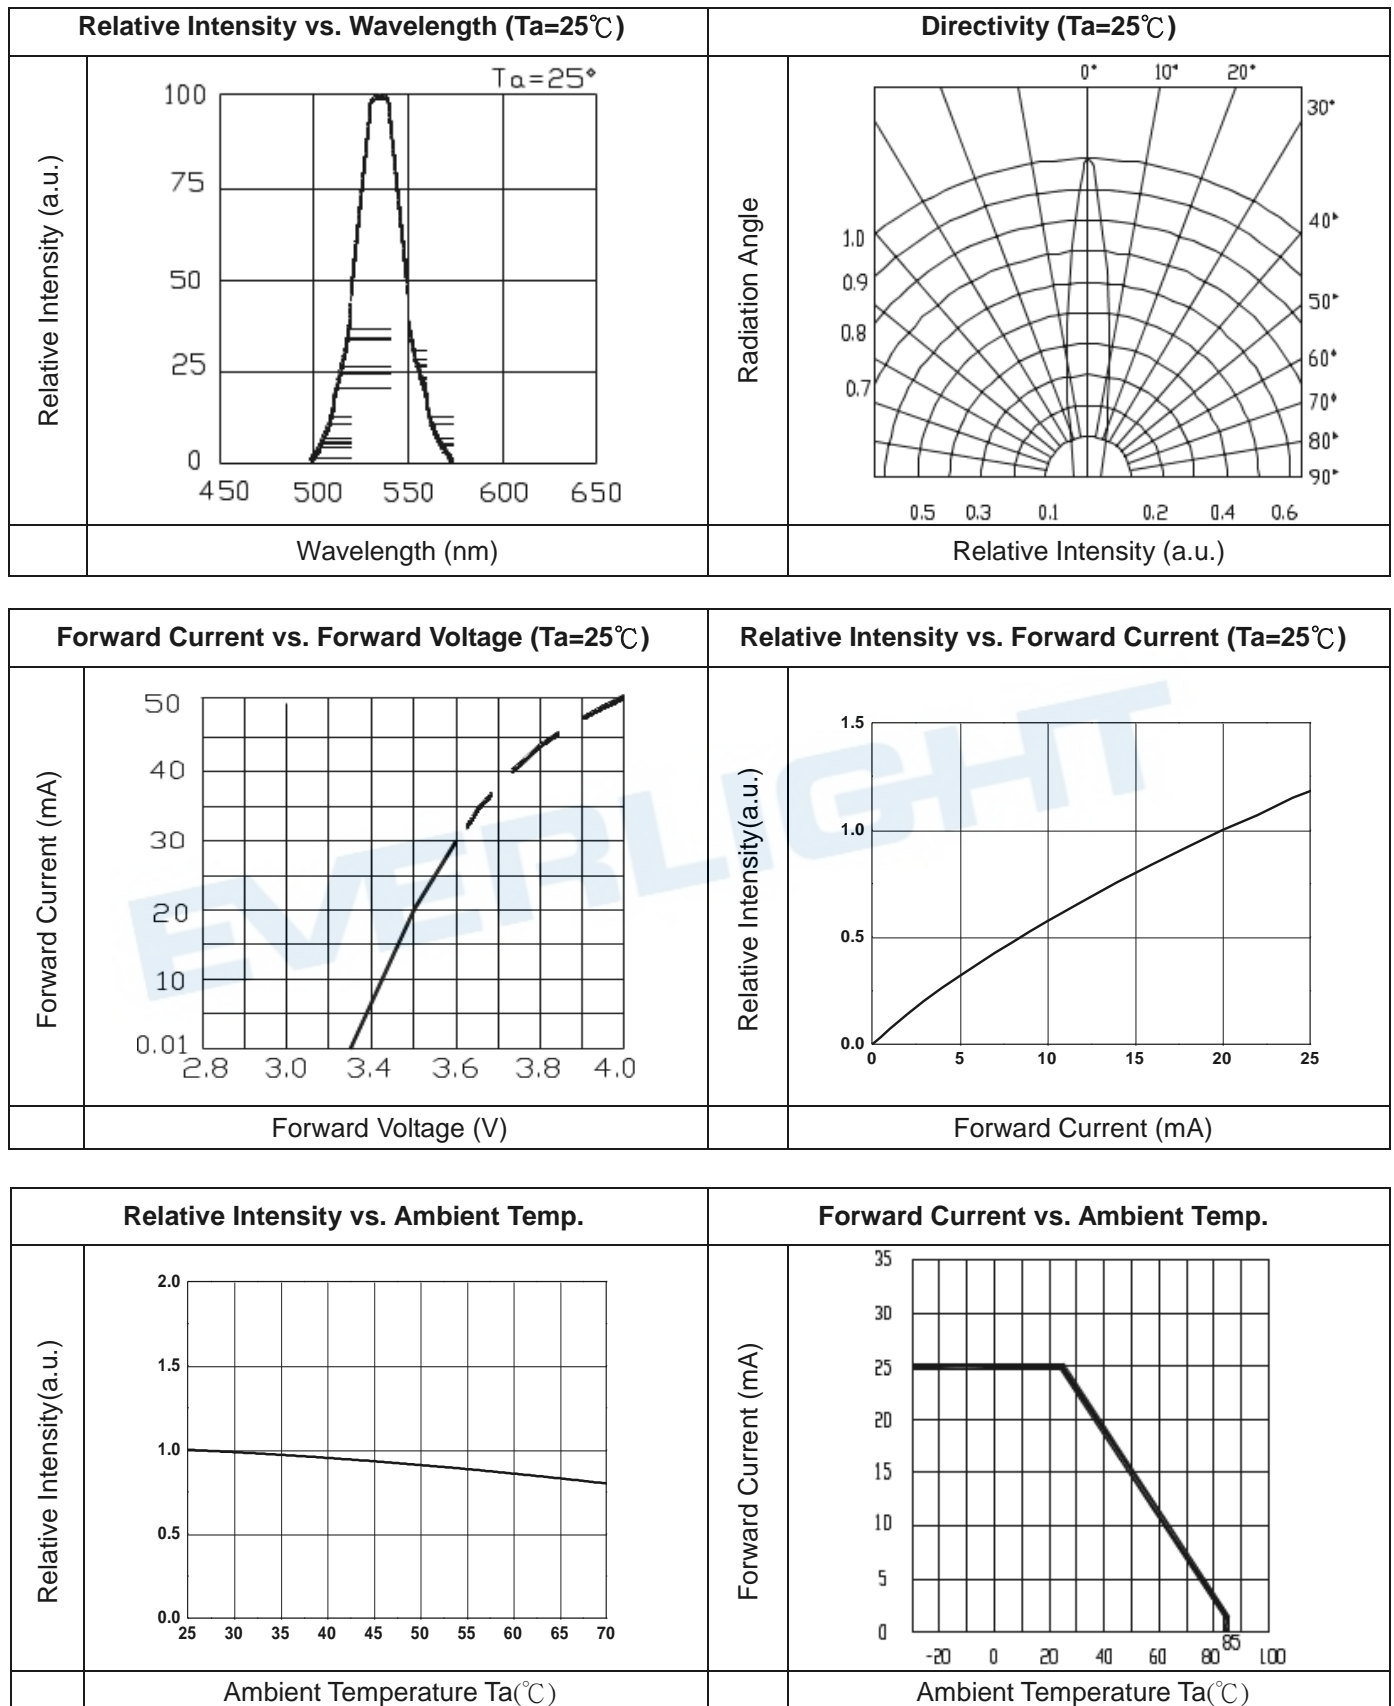 Relative Intensity vs. Wavelength (Ta=25℃)
Directivity (Ta=25℃)
Relative Intensity (a.u.)
Ta=25°
100
75
50
25
0
450 500 550 600 650
Wavelength (nm)
Radiation Angle
0° 10° 20°
30°
40°
50°
60°
70°
80°
90°
1.0
0.9
0.8
0.7
0.5 0.3 0.1 0.2 0.4 0.6
Relative Intensity (a.u.)
Forward Current vs. Forward Voltage (Ta=25℃)
Relative Intensity vs. Forward Current (Ta=25℃)
Forward Current (mA)
50
40
30
20
10
0.01
2.8 3.0 3.4 3.6 3.8 4.0
Forward Voltage (V)
Relative Intensity(a.u.)
1.5
1.0
0.5
0.0
0 5 10 15 20 25
Forward Current (mA)
EVERLIGHT
Relative Intensity vs. Ambient Temp.
Forward Current vs. Ambient Temp.
Relative Intensity(a.u.)
2.0
1.5
1.0
0.5
0.0
25 30 35 40 45 50 55 60 65 70
Ambient Temperature Ta(℃)
Forward Current (mA)
35
30
25
20
15
10
5
0
-20 0 20 40 60 80 85 100
Ambient Temperature Ta(℃)